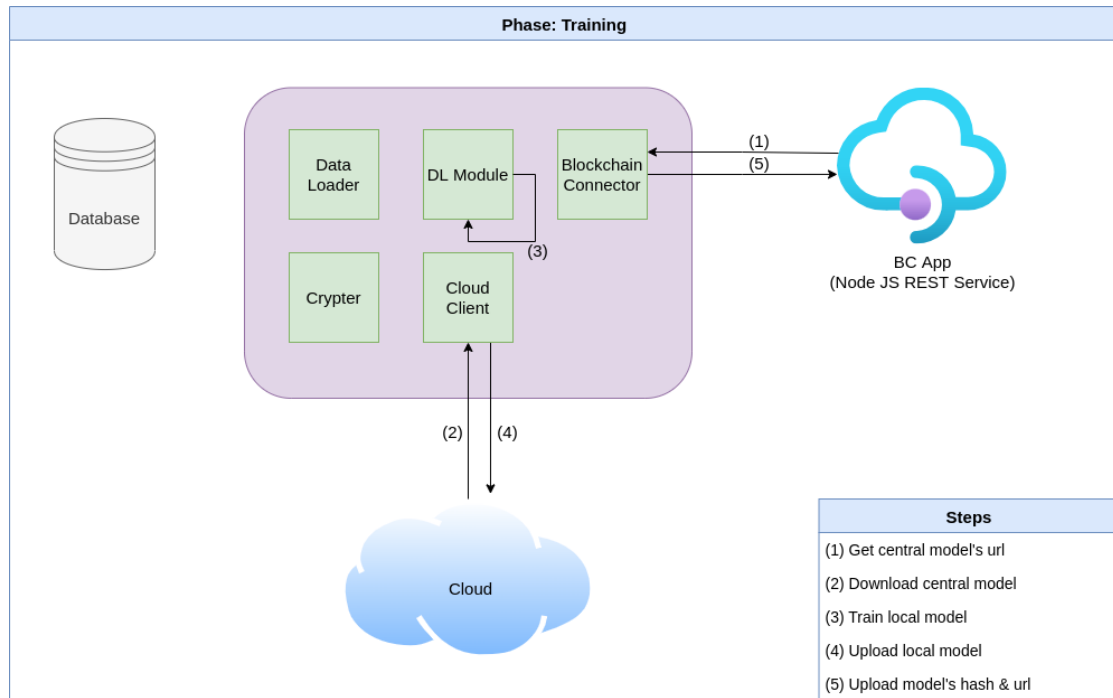 Phase: Training
Database
Data
Loader
DL Module
Blockchain
Connector
(1)
(5)
(3)
BC App
(Node JS REST Service)
Crypter
Cloud
Client
(2)
(4)
Cloud
Steps
(1) Get central model's url
(2) Download central model
(3) Train local model
(4) Upload local model
(5) Upload model's hash & url